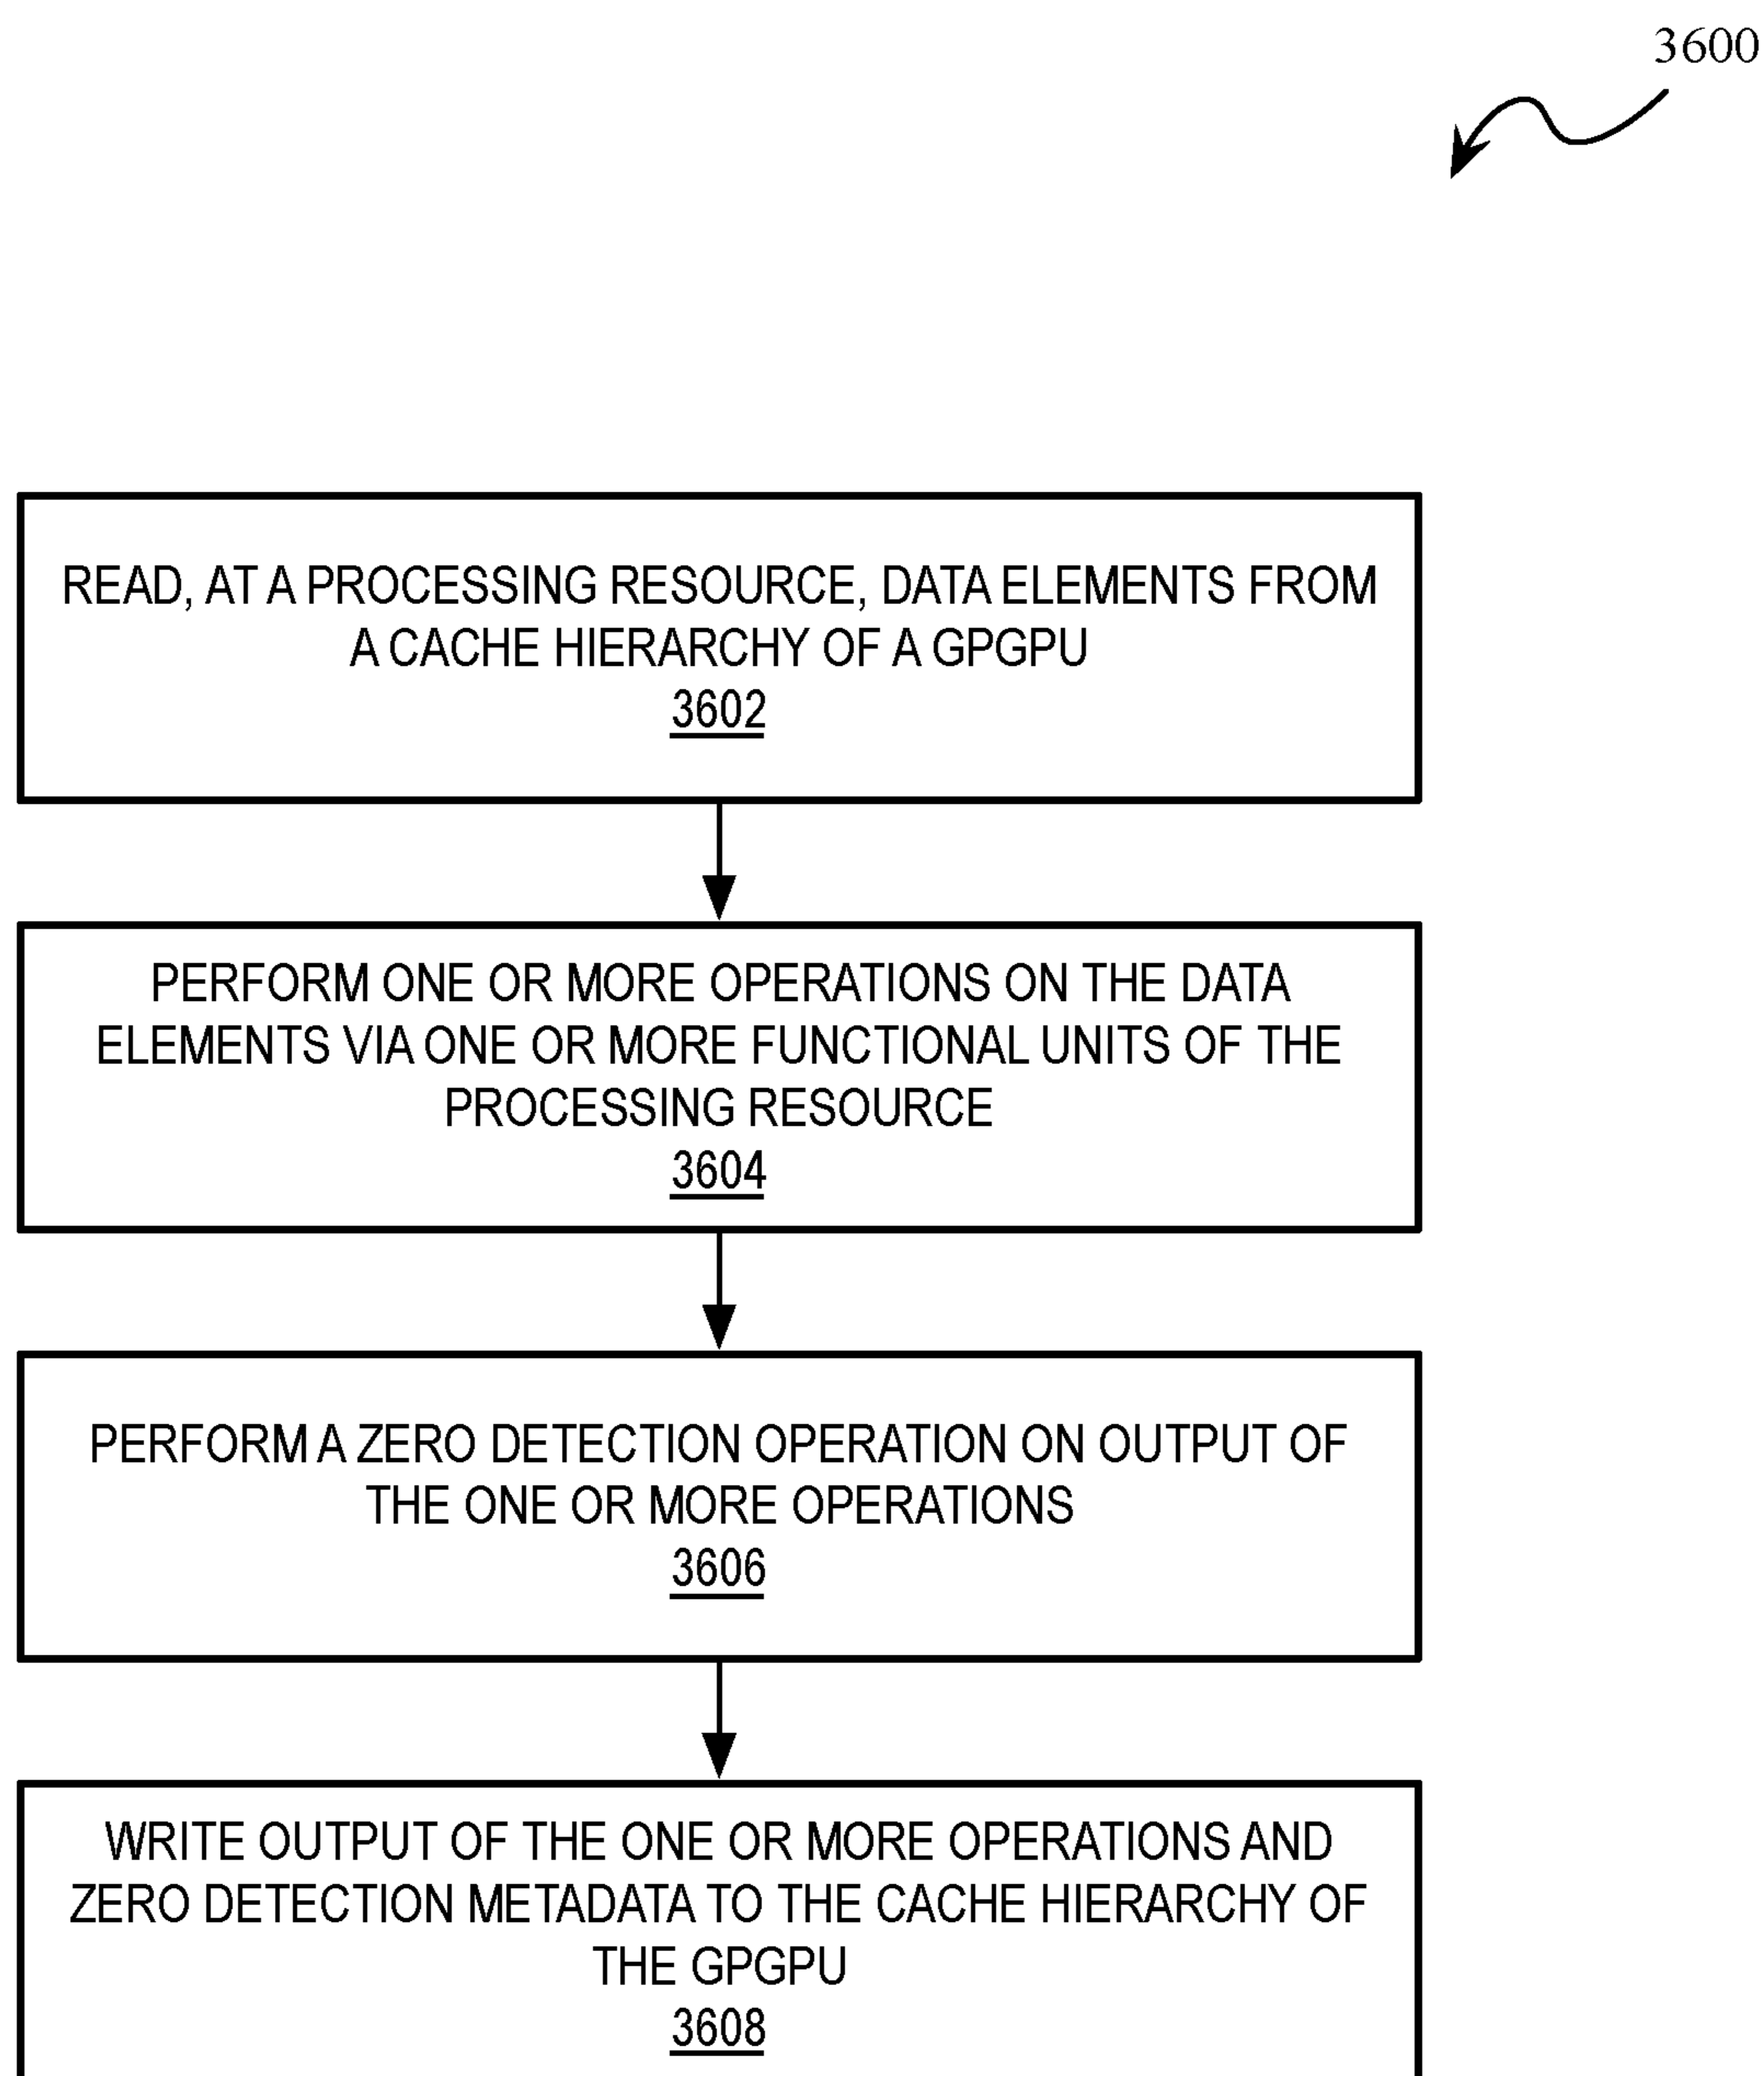 3600
READ, AT A PROCESSING RESOURCE, DATA ELEMENTS FROM
A CACHE HIERARCHY OF A GPGPU
3602
PERFORM ONE OR MORE OPERATIONS ON THE DATA
ELEMENTS VIA ONE OR MORE FUNCTIONAL UNITS OF THE
PROCESSING RESOURCE
3604
PERFORM A ZERO DETECTION OPERATION ON OUTPUT OF
THE ONE OR MORE OPERATIONS
3606
WRITE OUTPUT OF THE ONE OR MORE OPERATIONS AND
ZERO DETECTION METADATA TO THE CACHE HIERARCHY OF
THE GPGPU
3608